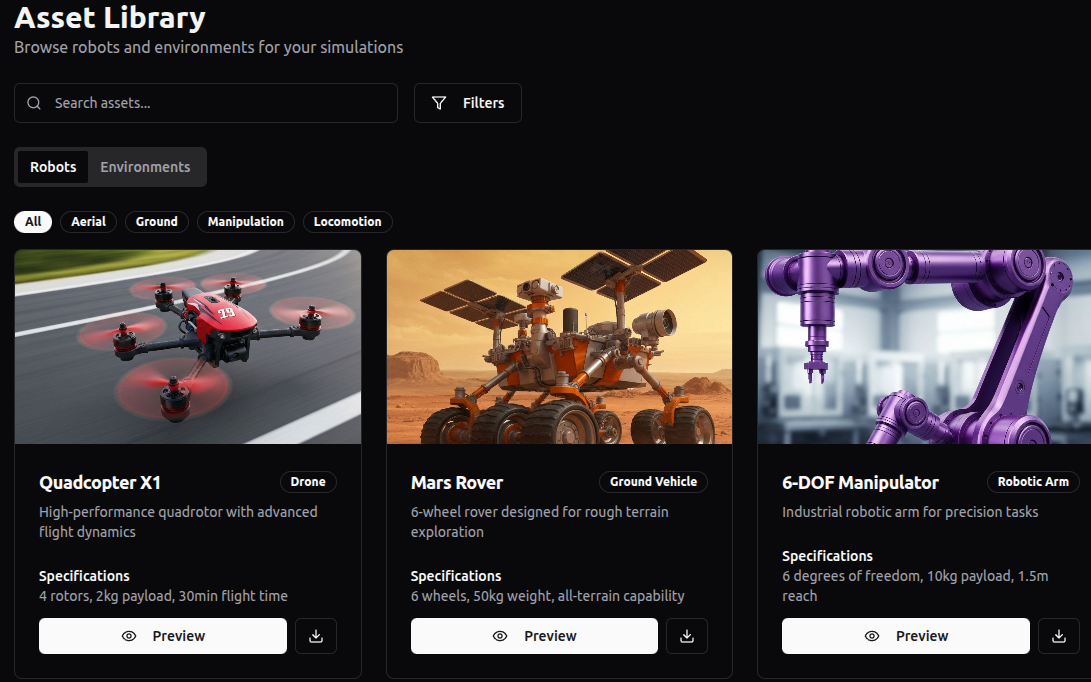 Asset Library
Browse robots and environments for your simulations
Search assets...
Filters
Robots
Environments
All
Aerial
Ground
Manipulation
Locomotion
29
Quadcopter X1
Drone
High-performance quadrotor with advanced
flight dynamics
Specifications
4 rotors, 2kg payload, 30min flight time
Preview
Mars Rover
Ground Vehicle
6-wheel rover designed for rough terrain
exploration
Specifications
6 wheels, 50kg weight, all-terrain capability
Preview
6-DOF Manipulator
Robotic Arm
Industrial robotic arm for precision tasks
Specifications
6 degrees of freedom, 10kg payload, 1.5m
reach
Preview